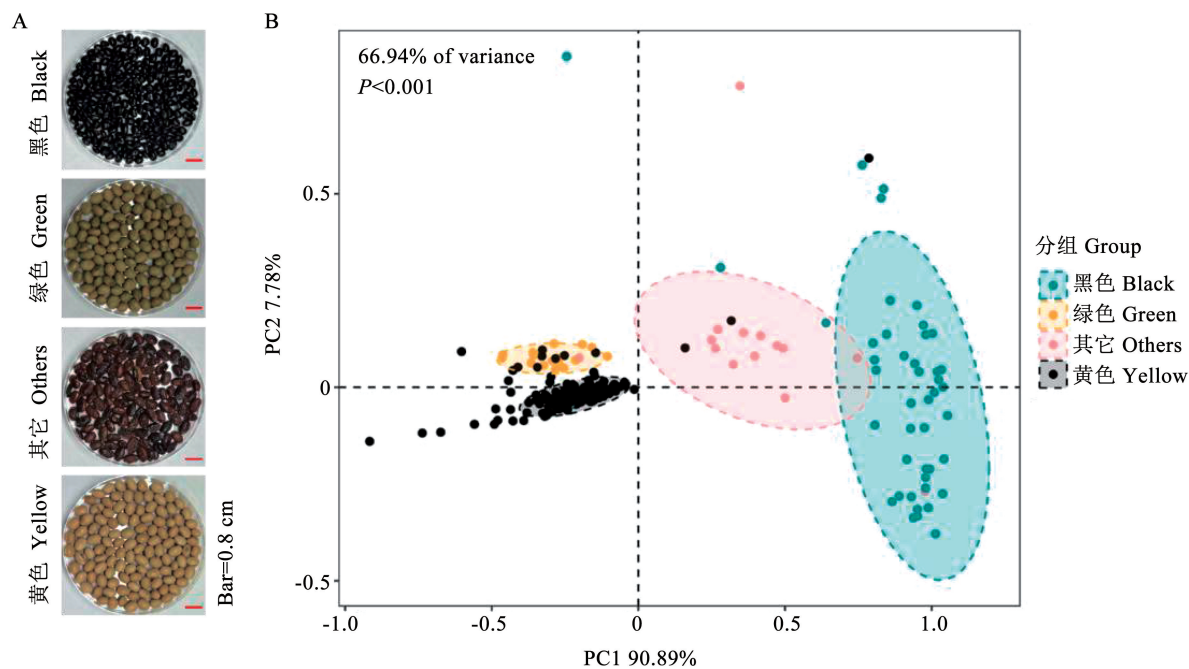 A
黑色 Black
绿色 Green
其它 Others
黄色 Yellow
Bar=0.8 cm
B
66.94% of variance
P<0.001
PC2 7.78%
0.5
0
-0.5
-1.0
-0.5
0
0.5
1.0
PC1 90.89%
分组 Group
黑色 Black
绿色 Green
其它 Others
黄色 Yellow